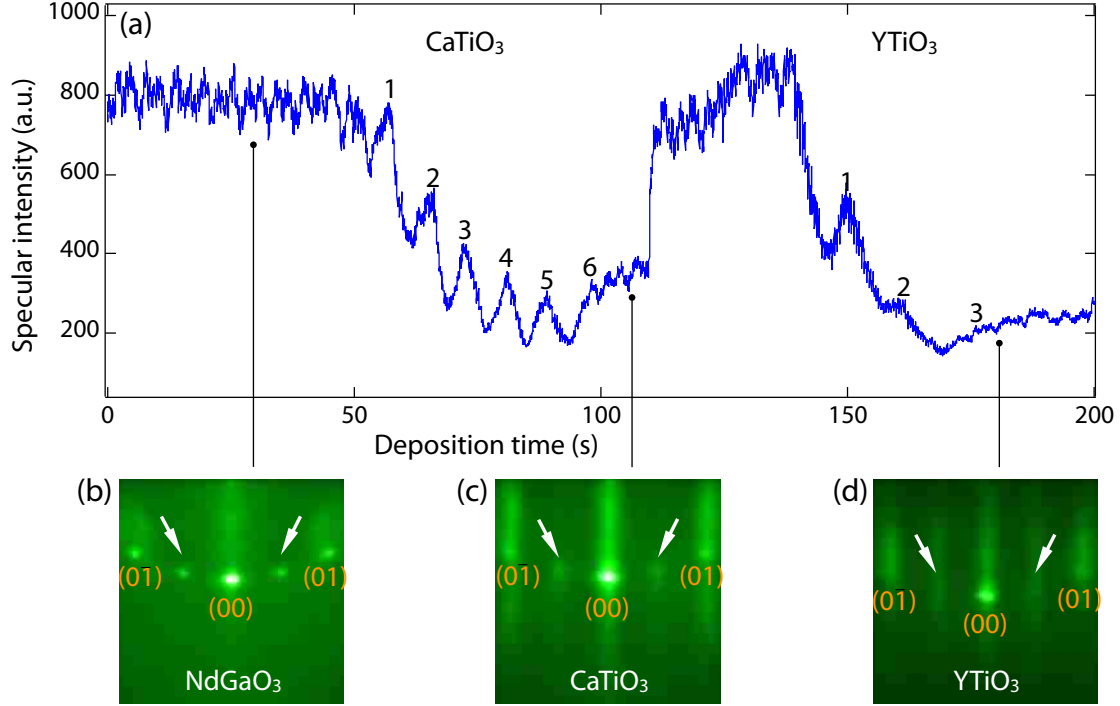 (a)
CaTiO₃
YTiO₃
Specular intensity (a.u.)
1000
800
600
400
200
1
2
3
4
5
6
1
2
3
0
50
100
150
200
Deposition time (s)
(b)
(01̄)
(00)
(01)
NdGaO₃
(c)
(01̄)
(00)
(01)
CaTiO₃
(d)
(01)
(00)
(01)
YTiO₃